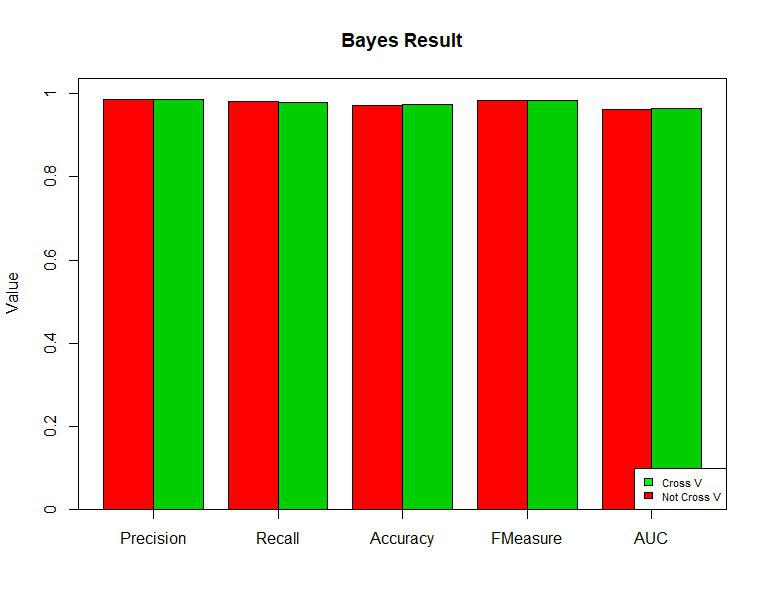 Bayes Result
Value
1
0.8
0.6
0.4
0.2
0
Cross V
Not Cross V
Precision Recall Accuracy FMeasure AUC